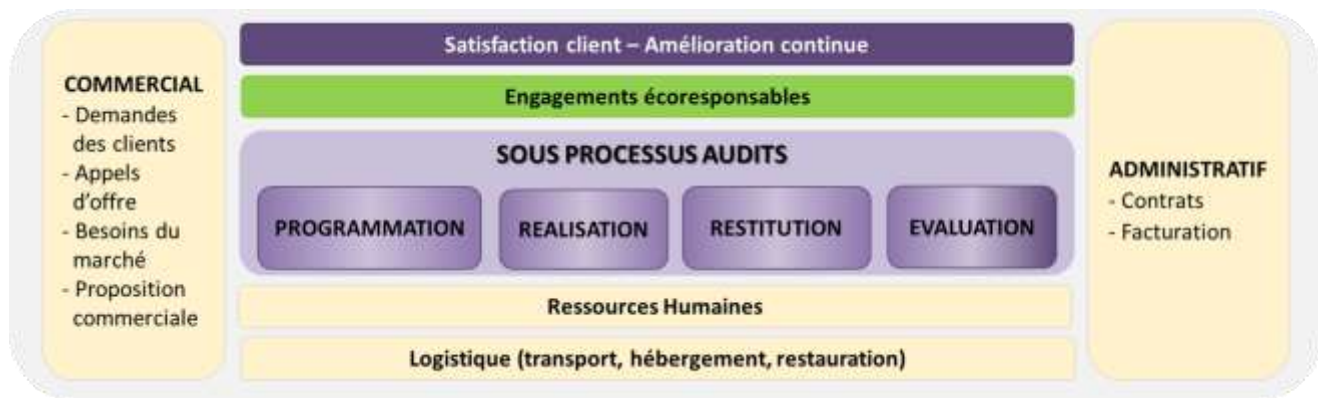 COMMERCIAL
- Demandes
des clients
- Appels
d'offre
- Besoins du
marché
- Proposition
commerciale
Satisfaction client – Amélioration continue
Engagements écoresponsables
SOUS PROCESSUS AUDITS
PROGRAMMATION
REALISATION
RESTITUTION
EVALUATION
Ressources Humaines
Logistique (transport, hébergement, restauration)
ADMINISTRATIF
- Contrats
- Facturation